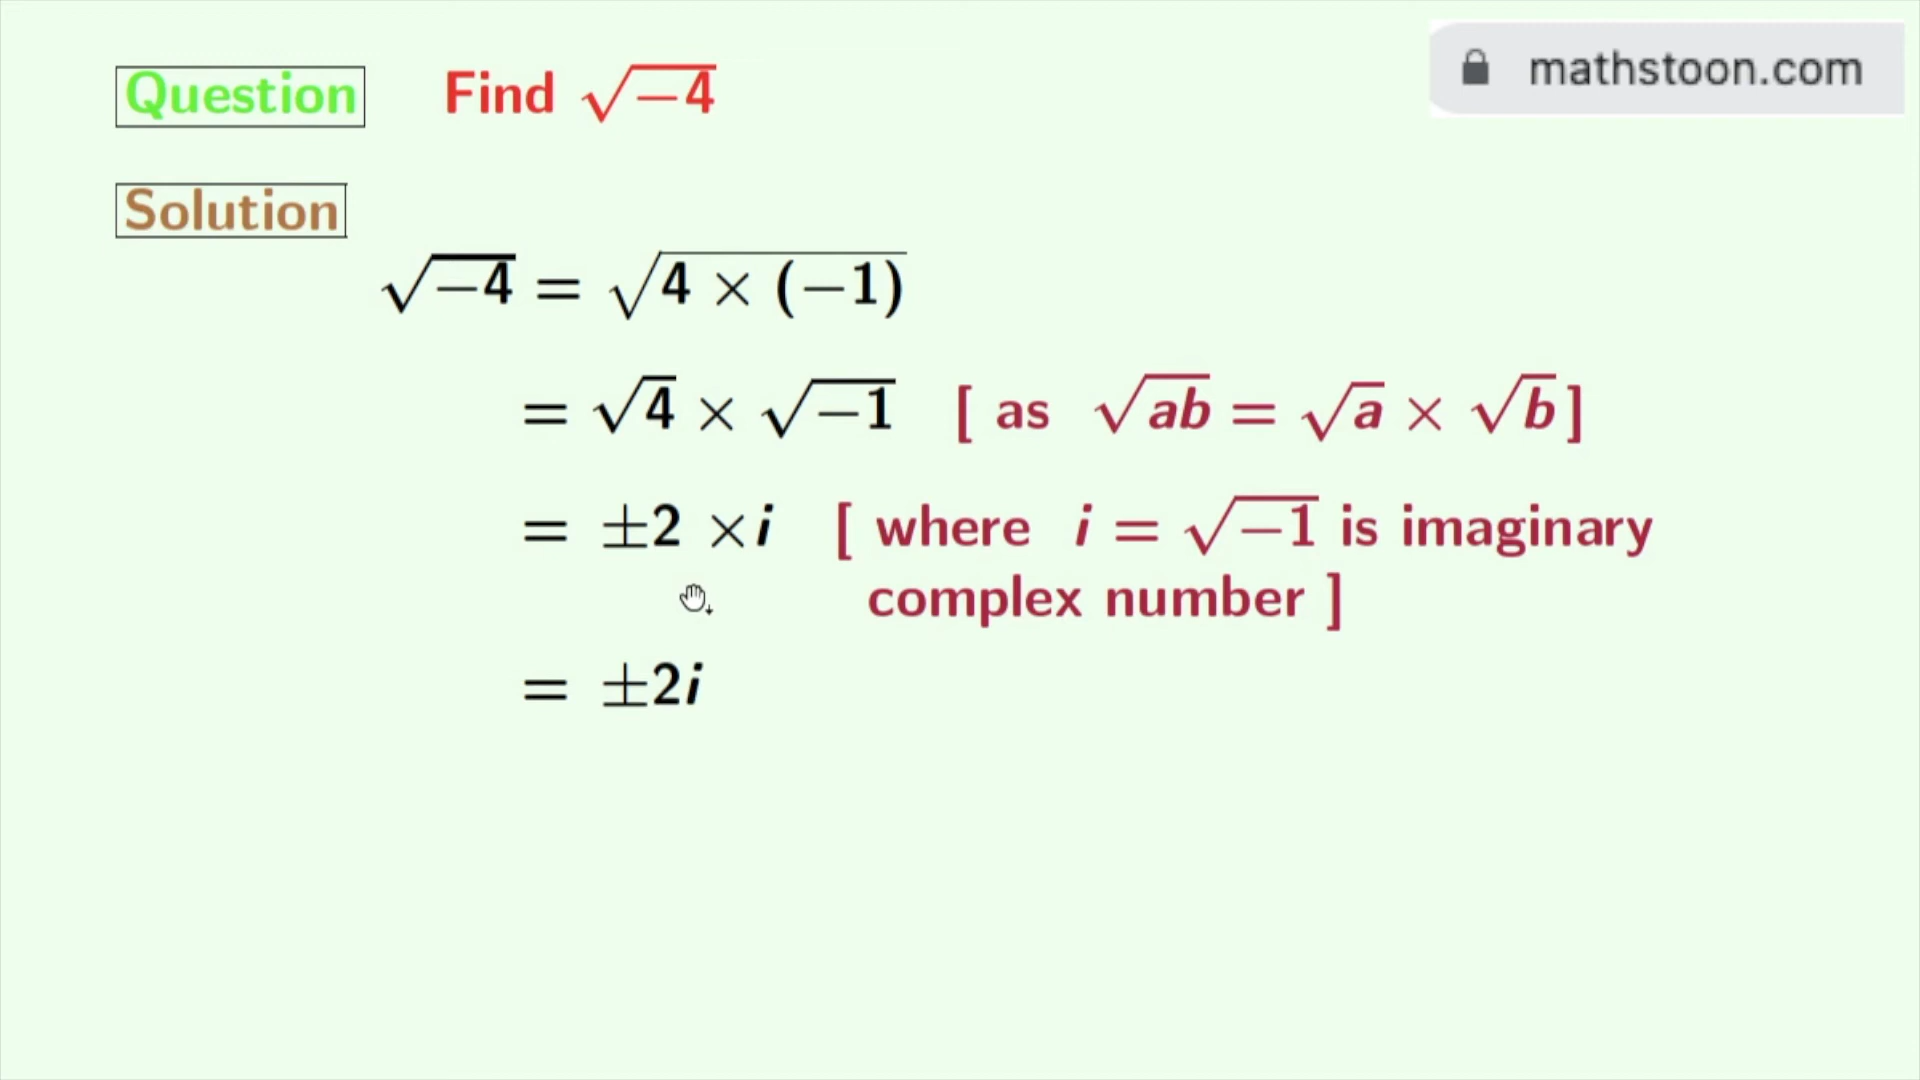 Question Find √−4
mathstoon.com
Solution
√−4 = √4 × (−1)
= √4 × √−1 [ as √ab = √a × √b ]
= ±2 ×i [ where i = √−1 is imaginary
complex number ]
= ±2i